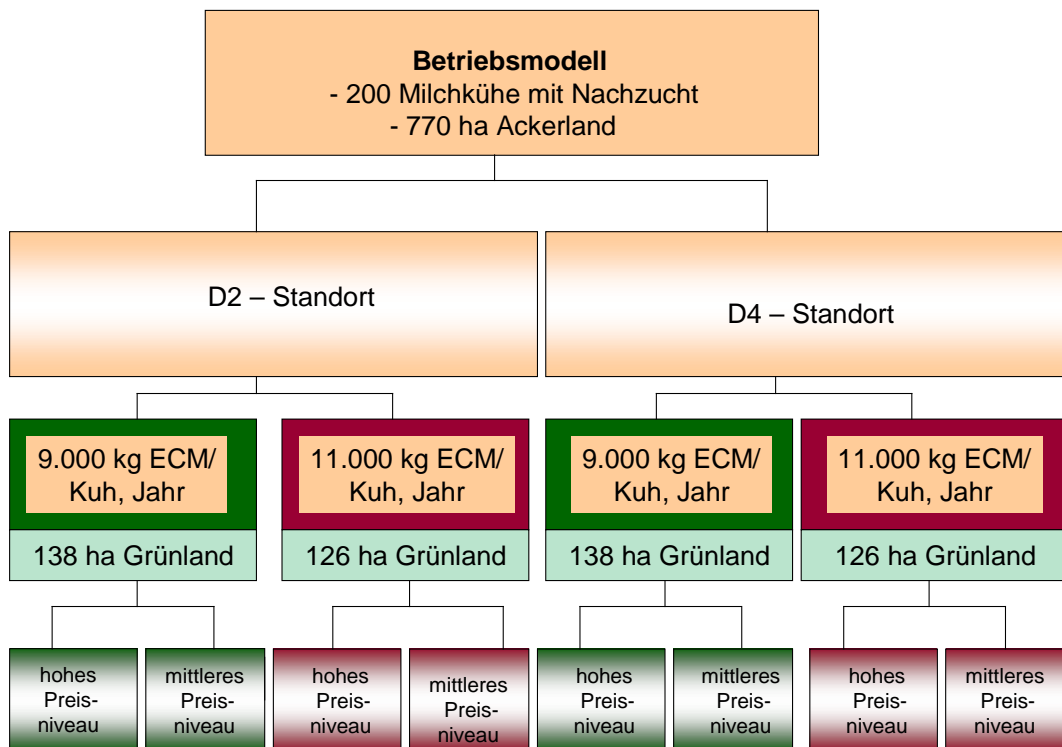 Betriebsmodell
- 200 Milchkühe mit Nachzucht
- 770 ha Ackerland
D2 – Standort
D4 – Standort
9.000 kg ECM/
Kuh, Jahr
11.000 kg ECM/
Kuh, Jahr
9.000 kg ECM/
Kuh, Jahr
11.000 kg ECM/
Kuh, Jahr
138 ha Grünland
126 ha Grünland
138 ha Grünland
126 ha Grünland
hohes
Preis-
niveau
mittleres
Preis-
niveau
hohes
Preis-
niveau
mittleres
Preis-
niveau
hohes
Preis-
niveau
mittleres
Preis-
niveau
hohes
Preis-
niveau
mittleres
Preis-
niveau